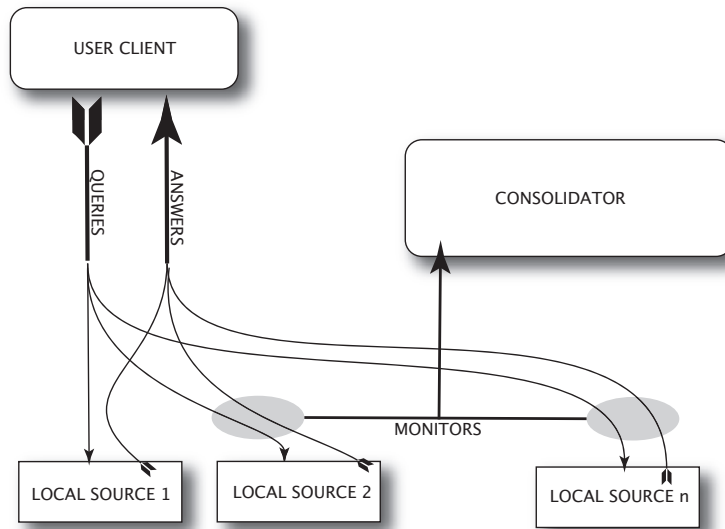 USER CLIENT
QUERIES
ANSWERS
CONSOLIDATOR
MONITORS
LOCAL SOURCE 1
LOCAL SOURCE 2
LOCAL SOURCE n